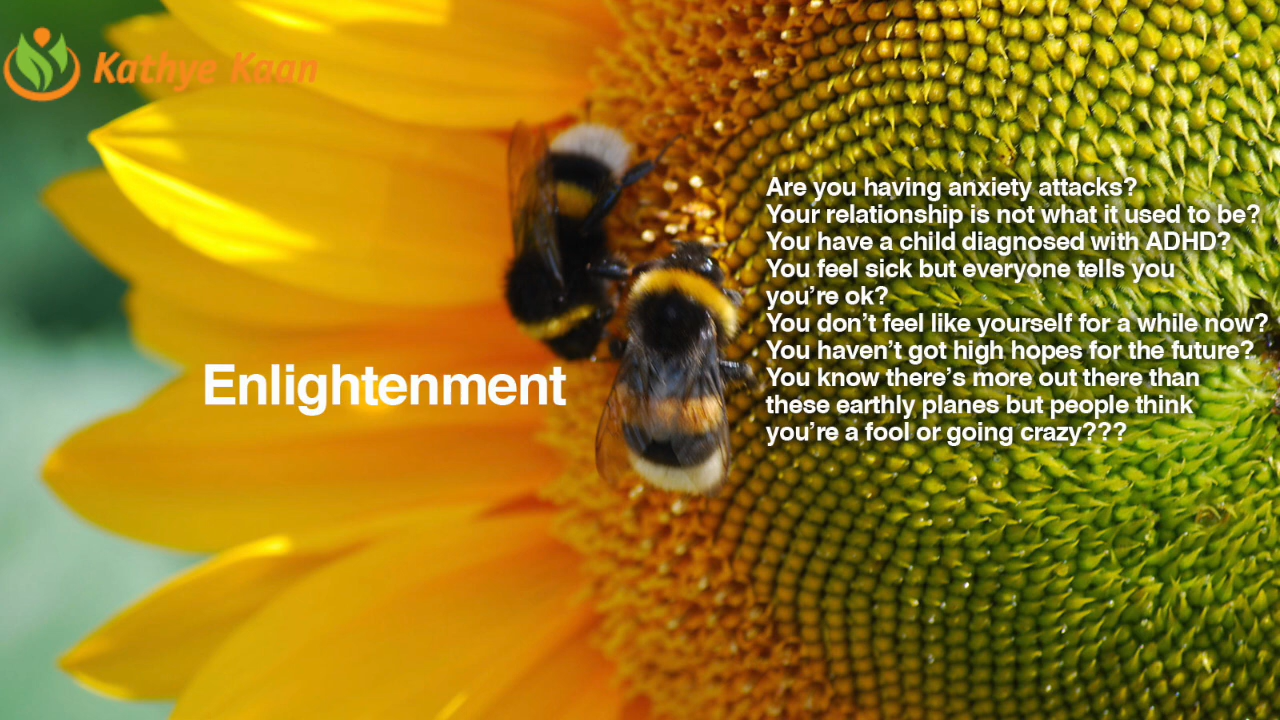 Kathye Kaan
Enlightenment
Are you having anxiety attacks?
Your relationship is not what it used to be?
You have a child diagnosed with ADHD?
You feel sick but everyone tells you
you’re ok?
You don’t feel like yourself for a while now?
You haven’t got high hopes for the future?
You know there’s more out there than
these earthly planes but people think
you’re a fool or going crazy???